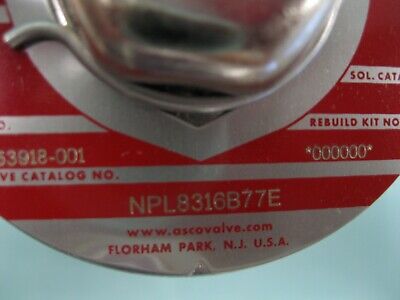 SOL. CATA
O.
REBUILD KIT NO
63918-001
*000000*
VE CATALOG NO.
NPL8316B77E
www.ascovalve.com
FLORHAM PARK, N.J. U.S.A.